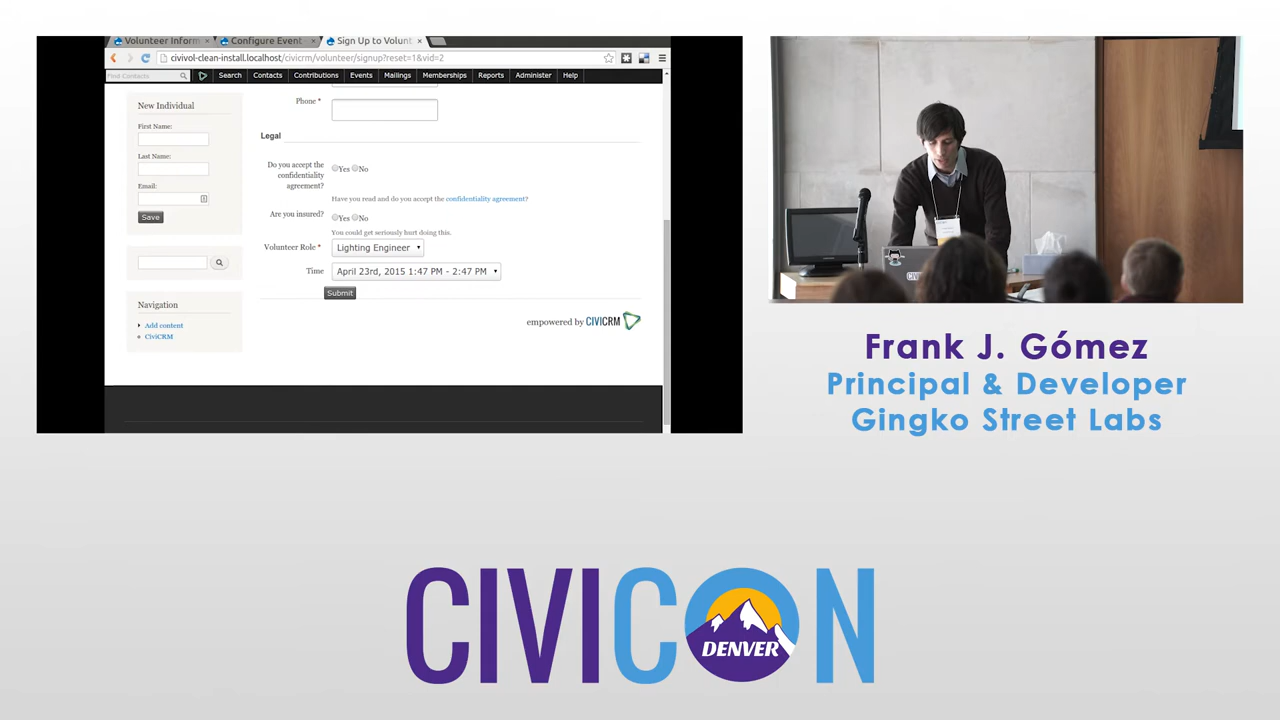 Volunteer Inform
Configure Event
Sign Up to Volunt
civivol-clean-install.localhost/civicrm/volunteer/signup?reset=1&vid=2
Find Contacts
Search Contacts Contributions Events Events Mailings Memberships Reports Administer Help
New Individual
First Name:
Last Name:
Email:
Save
Navigation
Add content
CiviCRM
Phone *
Legal
Do you accept the
confidentiality
agreement?
Yes No
Have you read and do you accept the confidentiality agreement?
Are you insured?
Yes No
You could get seriously hurt doing this.
Volunteer Role * Lighting Engineer
Time April 23rd, 2015 1:47 PM - 2:47 PM
Submit
empowered by CIVICRM
Frank J. Gómez
Principal & Developer
Gingko Street Labs
CIVICON
DENVER